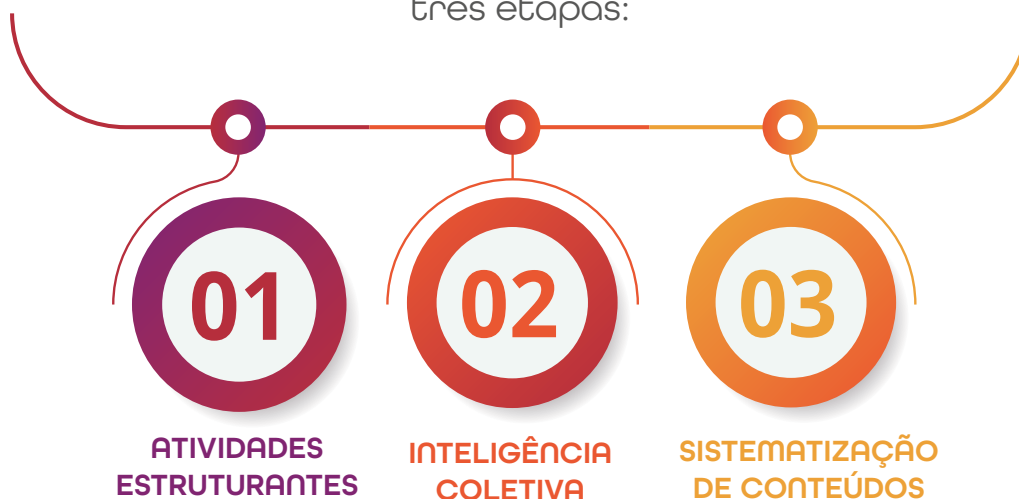 três etapas:
01
02
03
ATIVIDADES
ESTRUTURANTES
INTELIGÊNCIA
COLETIVA
SISTEMATIZAÇÃO
DE CONTEÚDOS